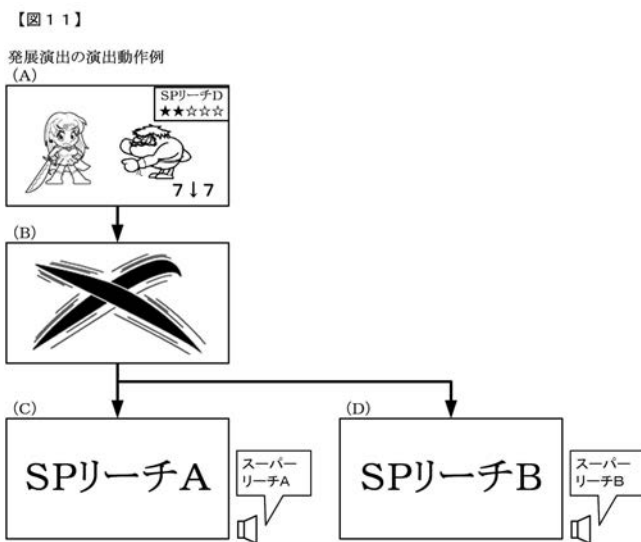 【図11】
発展演出の演出動作例
(A)
SPリーチD
★★☆☆☆
7↓7
(B)
(C)
SPリーチA
スーパー
リーチA
(D)
SPリーチB
スーパー
リーチB